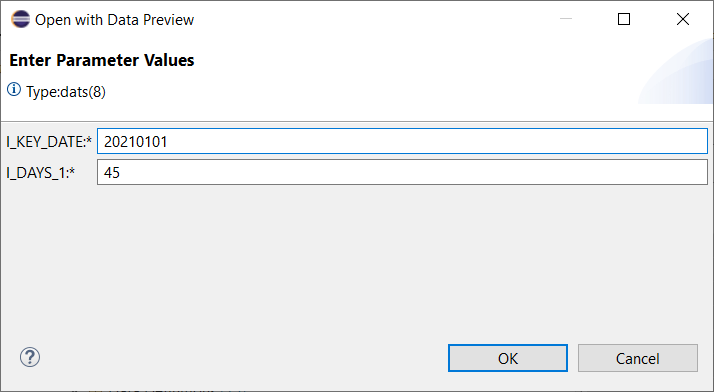 Open with Data Preview
Enter Parameter Values
Type:dats(8)
I_KEY_DATE:* 20210101
I_DAYS_1:* 45
OK Cancel